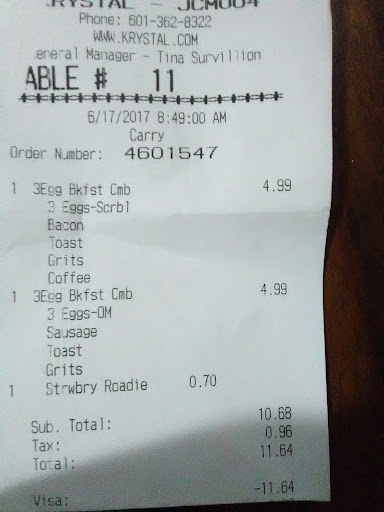 KRYSTAL - JCM004
Phone: 601-362-8322
WWW.KRYSTAL.COM
eneral Manager - Tina Survillion
ABLE # 11
6/17/2017 8:49:00 AM
Carry
Order Number: 4601547
1 3Egg Bkfst Cmb 4.99
3 Eggs-Scrbl
Bacon
Toast
Grits
Coffee
1 3Egg Bkfst Cmb 4.99
3 Eggs-OM
Sausage
Toast
Grits
1 Strwbry Roadie 0.70
Sub. Total: 10.68
Tax: 0.96
Total: 11.64
Visa: -11.64